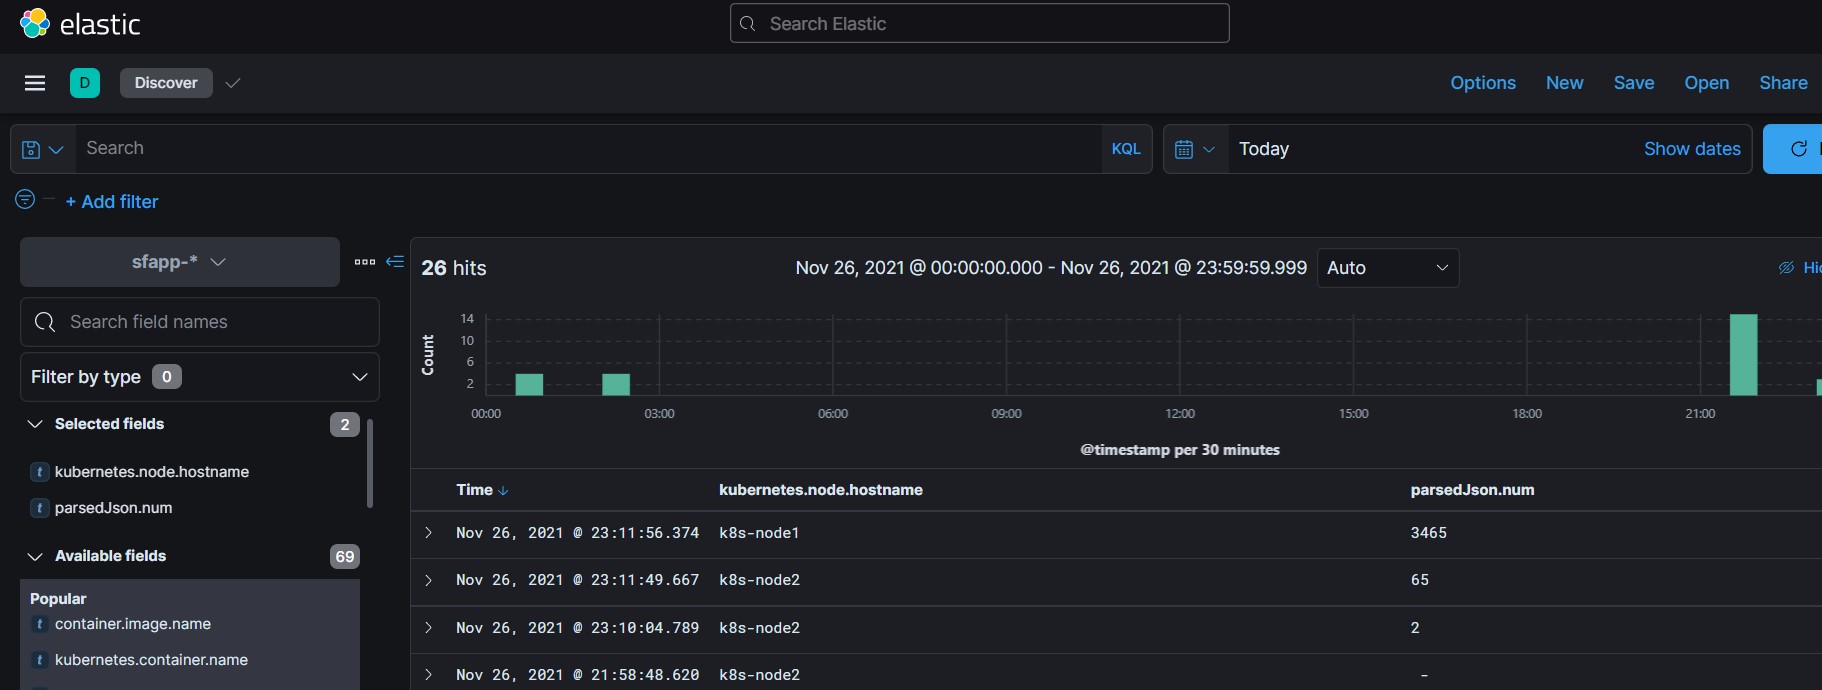 elastic
Search Elastic
D Discover Options New Save Open Share
Search KQL Today Show dates
+ Add filter
sfapp-*
26 hits Nov 26, 2021 @ 00:00:00.000 - Nov 26, 2021 @ 23:59:59.999 Auto
Search field names
Filter by type 0
Count
14
10
6
2
00:00 03:00 06:00 09:00 12:00 15:00 18:00 21:00
@timestamp per 30 minutes
Selected fields 2
t kubernetes.node.hostname
t parsedJson.num
Available fields 69
Popular
t container.image.name
t kubernetes.container.name
Time kubernetes.node.hostname parsedJson.num
Nov 26, 2021 @ 23:11:56.374 k8s-node1 3465
Nov 26, 2021 @ 23:11:49.667 k8s-node2 65
Nov 26, 2021 @ 23:10:04.789 k8s-node2 2
Nov 26, 2021 @ 21:58:48.620 k8s-node2 -